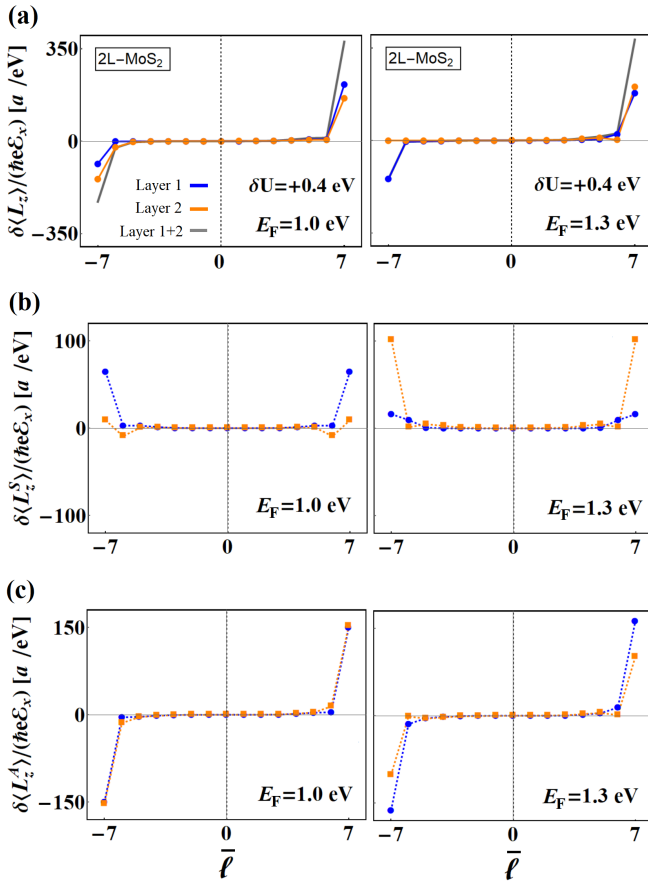 (a)
δ⟨L_z⟩/(ħeℰ_x) [a /eV]
350
0
−350
2L−MoS₂
Layer 1
Layer 2
Layer 1+2
δU=+0.4 eV
E_F=1.0 eV
−7
0
7
2L−MoS₂
δU=+0.4 eV
E_F=1.3 eV
−7
0
7
(b)
δ⟨L_z^S⟩/(ħeℰ_x) [a /eV]
100
0
−100
E_F=1.0 eV
−7
0
7
E_F=1.3 eV
−7
0
7
(c)
δ⟨L_z^A⟩/(ħeℰ_x) [a /eV]
150
0
−150
E_F=1.0 eV
−7
0
7
ℓ̅
E_F=1.3 eV
−7
0
7
ℓ̅